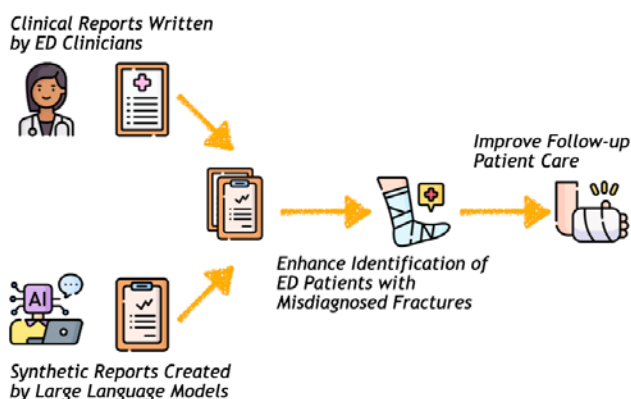 Clinical Reports Written
by ED Clinicians
Improve Follow-up
Patient Care
AI
Enhance Identification of
ED Patients with
Misdiagnosed Fractures
Synthetic Reports Created
by Large Language Models